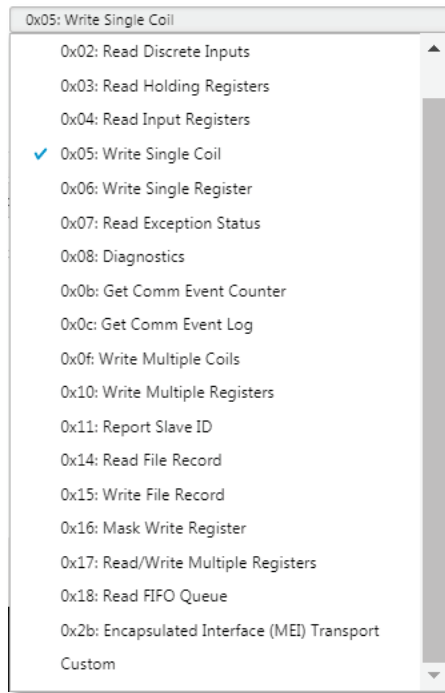 0x05: Write Single Coil
0x02: Read Discrete Inputs
0x03: Read Holding Registers
0x04: Read Input Registers
0x05: Write Single Coil
0x06: Write Single Register
0x07: Read Exception Status
0x08: Diagnostics
0x0b: Get Comm Event Counter
0x0c: Get Comm Event Log
0x0f: Write Multiple Coils
0x10: Write Multiple Registers
0x11: Report Slave ID
0x14: Read File Record
0x15: Write File Record
0x16: Mask Write Register
0x17: Read/Write Multiple Registers
0x18: Read FIFO Queue
0x2b: Encapsulated Interface (MEI) Transport
Custom